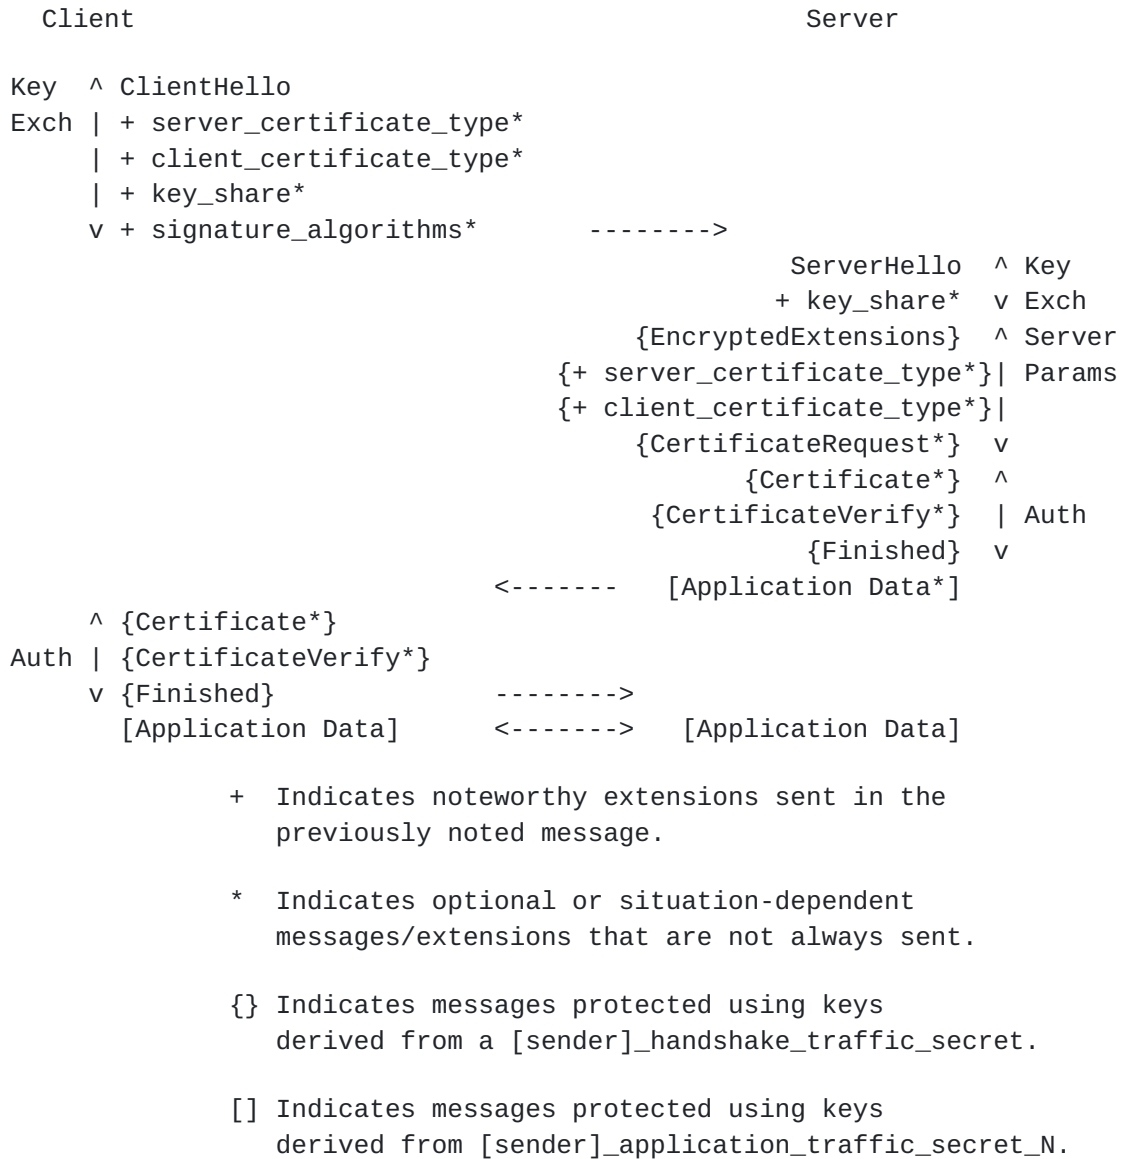 Client                                           Server

Key  ^ ClientHello
Exch | + server_certificate_type*
     | + client_certificate_type*
     | + key_share*
     v + signature_algorithms*       -------->
                                                  ServerHello  ^ Key
                                                 + key_share*  v Exch
                                        {EncryptedExtensions}  ^ Server
                                   {+ server_certificate_type*}| Params
                                   {+ client_certificate_type*}|
                                        {CertificateRequest*}  v
                                               {Certificate*}  ^
                                         {CertificateVerify*}  | Auth
                                                   {Finished}  v
                               <-------   [Application Data*]
     ^ {Certificate*}
Auth | {CertificateVerify*}
     v {Finished}              -------->
       [Application Data]      <------->   [Application Data]

              +  Indicates noteworthy extensions sent in the
                 previously noted message.

              *  Indicates optional or situation-dependent
                 messages/extensions that are not always sent.

              {} Indicates messages protected using keys
                 derived from a [sender]_handshake_traffic_secret.

              [] Indicates messages protected using keys
                 derived from [sender]_application_traffic_secret_N.